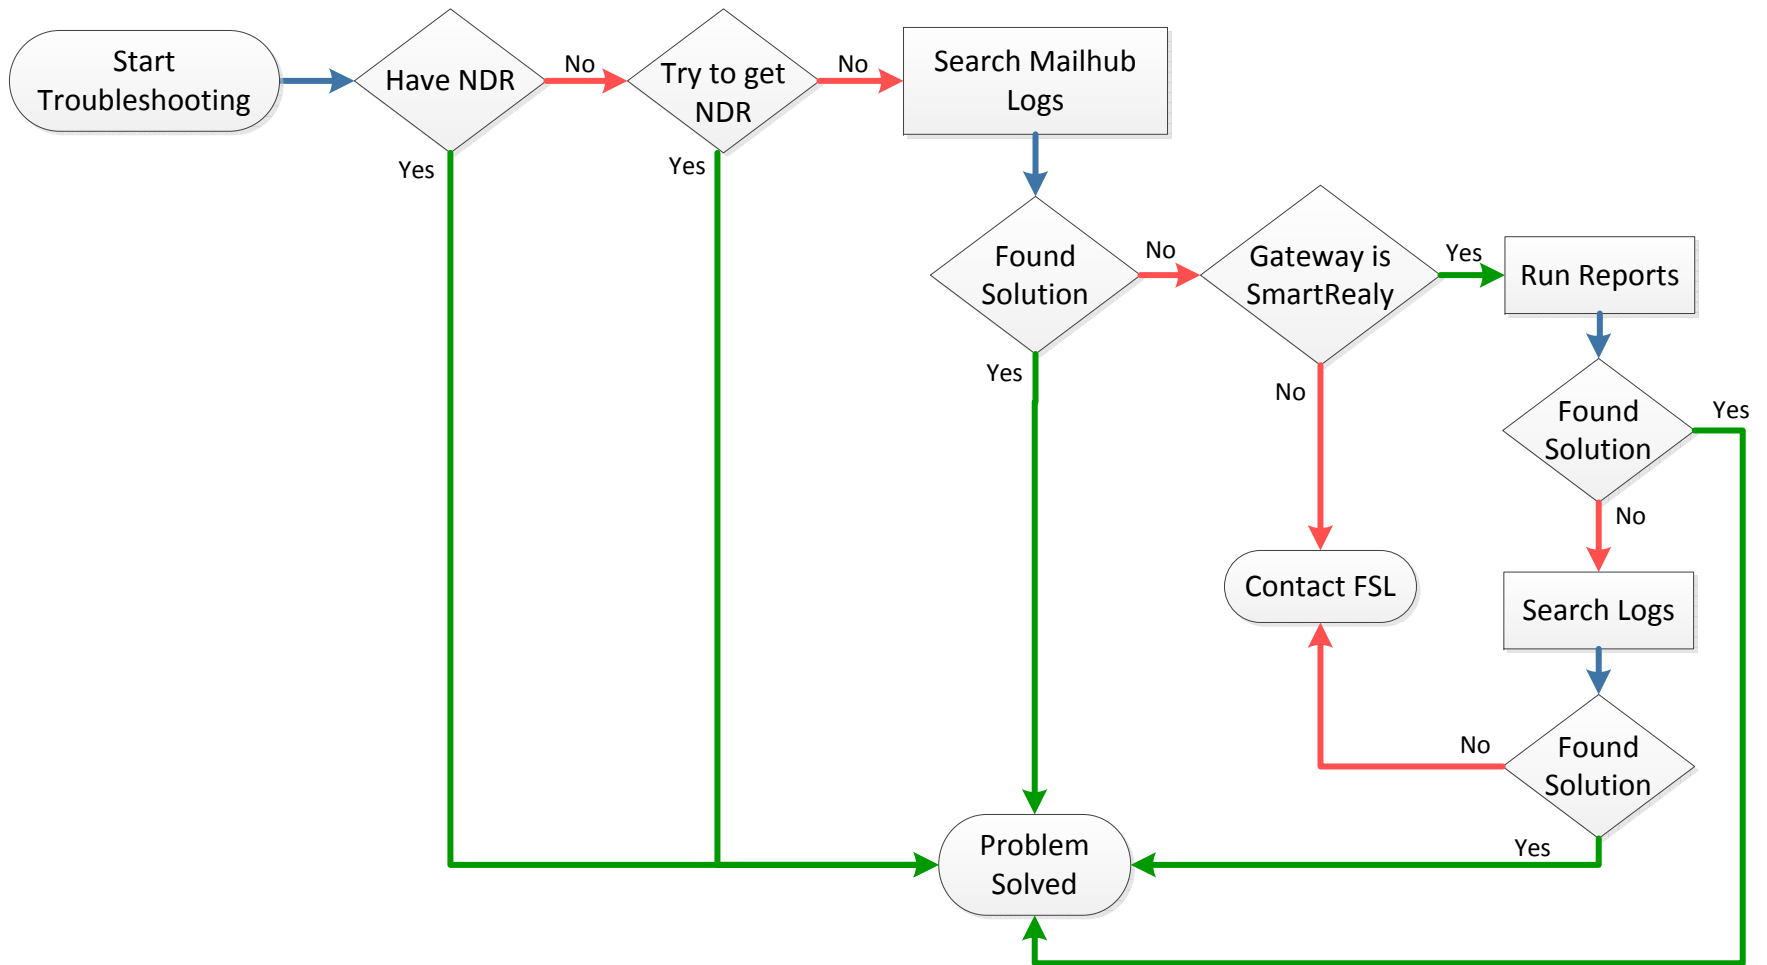 Start
Troubleshooting
Have NDR
No
Try to get
NDR
No
Search Mailhub
Logs
Yes
Yes
Found
Solution
No
Gateway is
SmartRealy
Yes
Run Reports
Yes
No
Found
Solution
Yes
No
Contact FSL
Search Logs
No
Found
Solution
Yes
Problem
Solved